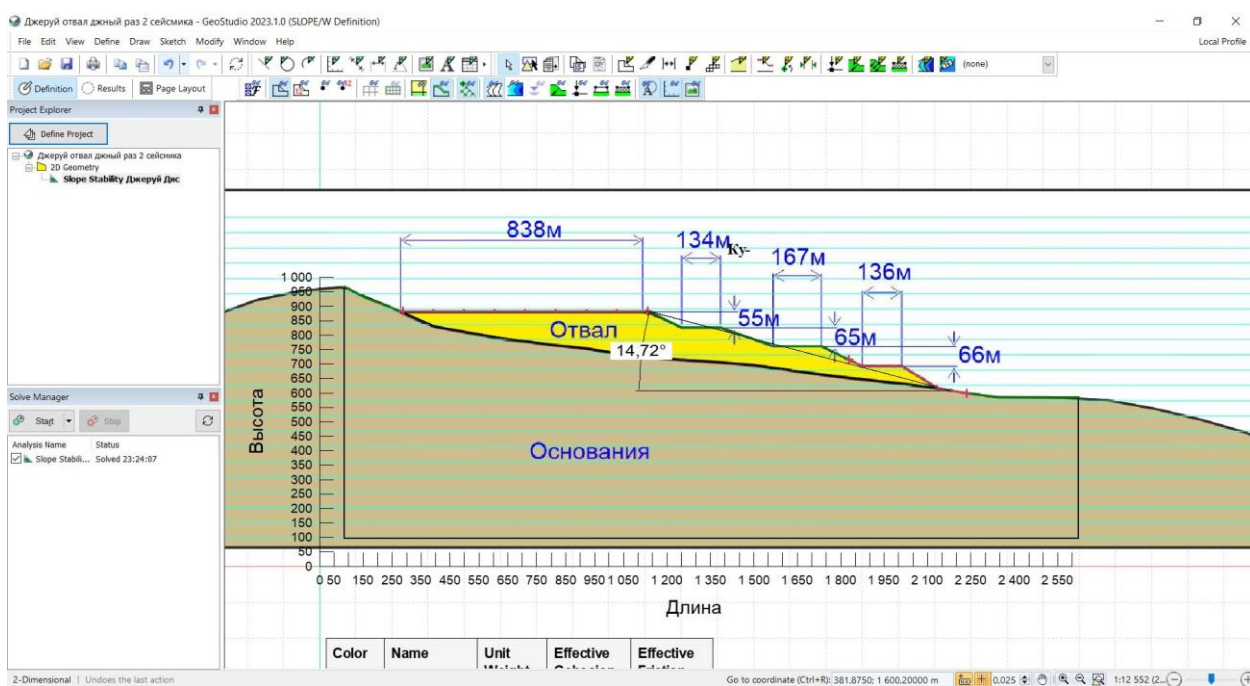 Джеруй отвал джный раз 2 сейсмика - GeoStudio 2023.1.0 (SLOPE/W Definition)
File Edit View Define Draw Sketch Modify Window Help
Local Profile
(none)
Definition Results Page Layout
Project Explorer
Define Project
Джеруй отвал джный раз 2 сейсмика
2D Geometry
Slope Stability Джеруй Дис
Solve Manager
Start Stop
Analysis Name Status
Slope Stabili... Solved 23:24:07
838м
134м
Ку-
167м
136м
55м
65м
66м
Отвал
14,72°
Основания
Высота
1 000
950
900
850
800
750
700
650
600
550
500
450
400
350
300
250
200
150
100
50
0
0 50 150 250 350 450 550 650 750 850 950 1 050 1 200 1 350 1 500 1 650 1 800 1 950 2 100 2 250 2 400 2 550
Длина
Color Name Unit Effective Effective
2-Dimensional | Undoes the last action
Go to coordinate (Ctrl+R): 381,8750; 1 600,20000 m 0.025 1:12 552 (2...